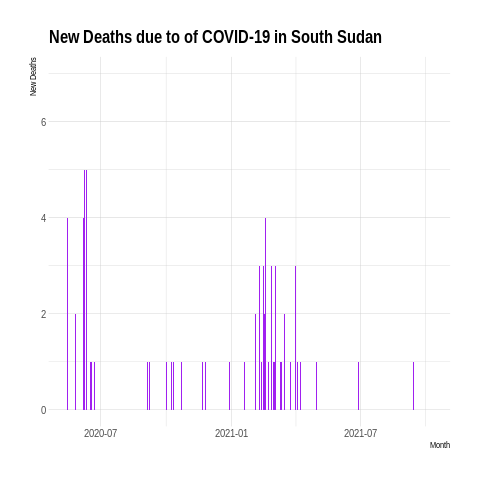 New Deaths due to of COVID-19 in South Sudan
New Deaths
6
4
2
0
2020-07 2021-01 2021-07
Month